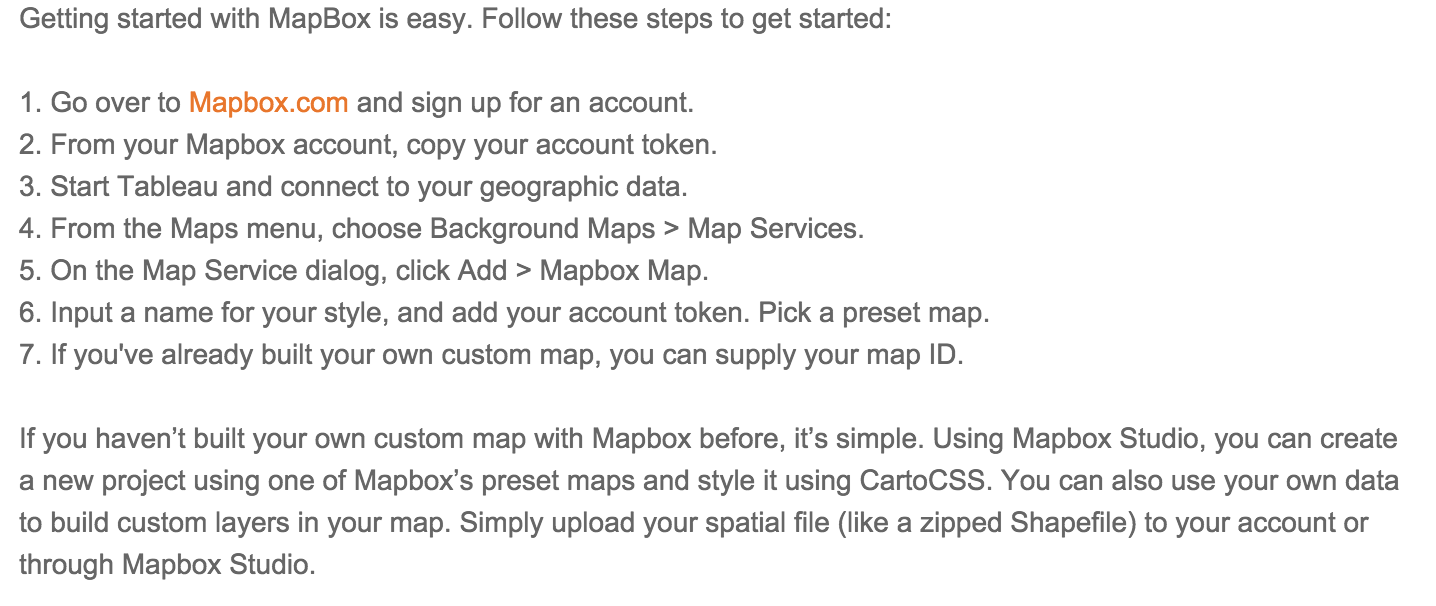 Getting started with MapBox is easy. Follow these steps to get started:
1. Go over to Mapbox.com and sign up for an account.
2. From your Mapbox account, copy your account token.
3. Start Tableau and connect to your geographic data.
4. From the Maps menu, choose Background Maps > Map Services.
5. On the Map Service dialog, click Add > Mapbox Map.
6. Input a name for your style, and add your account token. Pick a preset map.
7. If you've already built your own custom map, you can supply your map ID.
If you haven’t built your own custom map with Mapbox before, it’s simple. Using Mapbox Studio, you can create
a new project using one of Mapbox’s preset maps and style it using CartoCSS. You can also use your own data
to build custom layers in your map. Simply upload your spatial file (like a zipped Shapefile) to your account or
through Mapbox Studio.